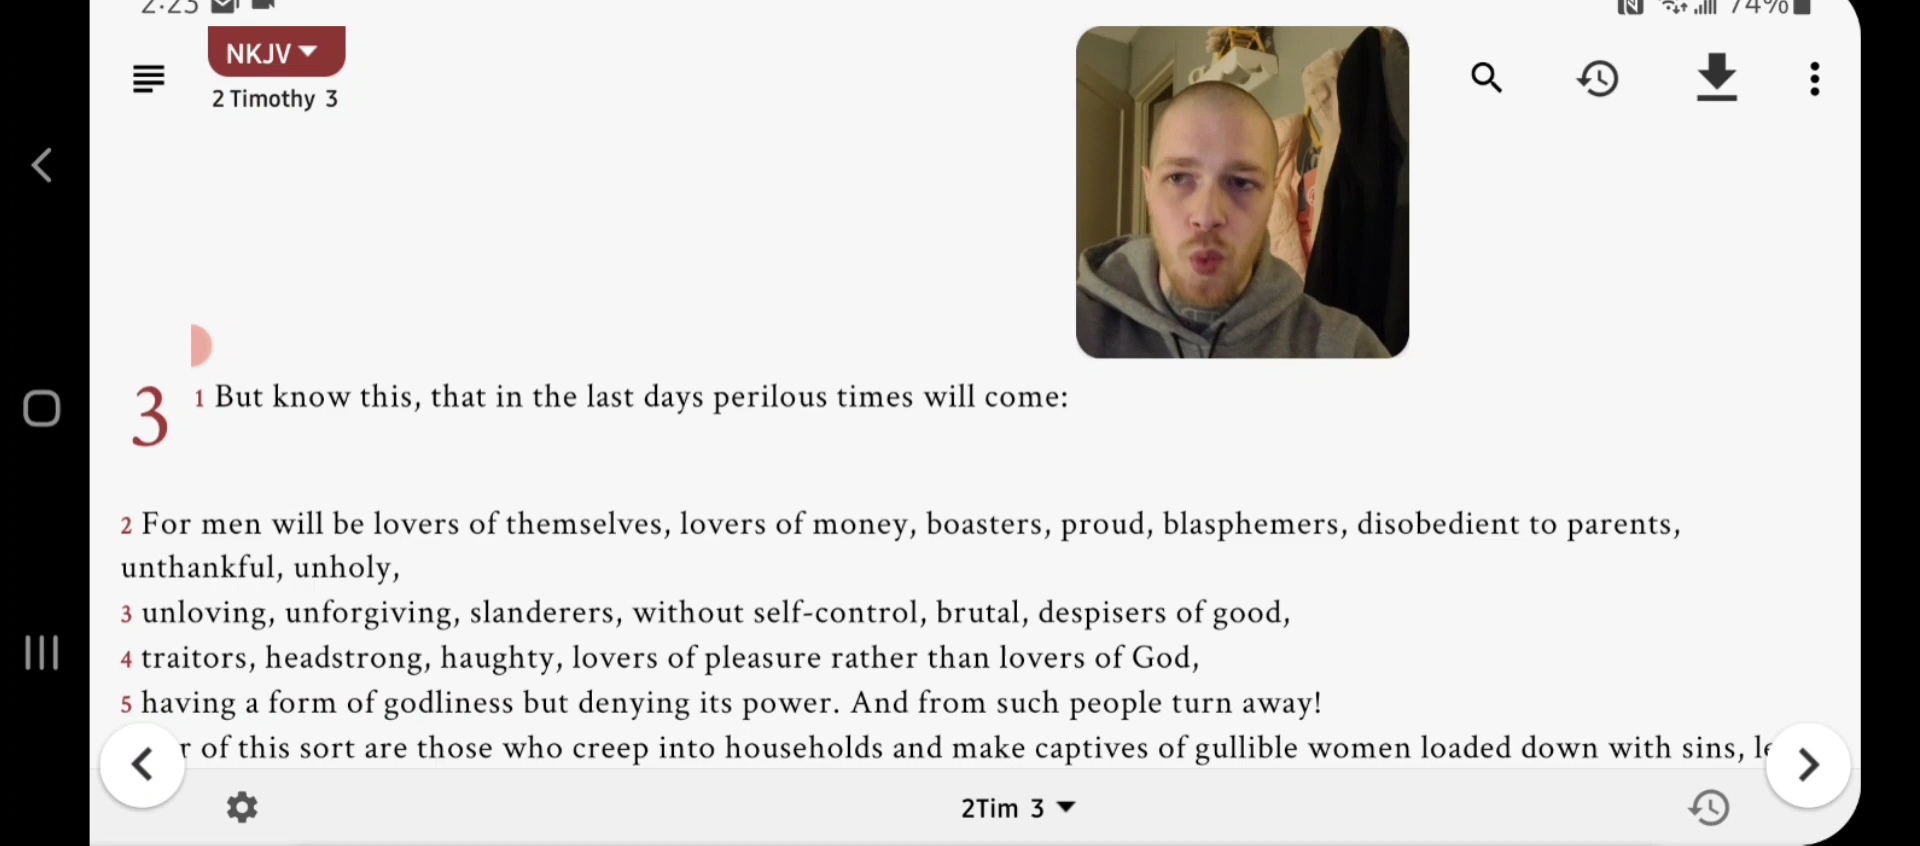 2:23 74%
NKJV
2 Timothy 3
3 1 But know this, that in the last days perilous times will come:
2 For men will be lovers of themselves, lovers of money, boasters, proud, blasphemers, disobedient to parents,
unthankful, unholy,
3 unloving, unforgiving, slanderers, without self-control, brutal, despisers of good,
4 traitors, headstrong, haughty, lovers of pleasure rather than lovers of God,
5 having a form of godliness but denying its power. And from such people turn away!
of this sort are those who creep into households and make captives of gullible women loaded down with sins,
2Tim 3